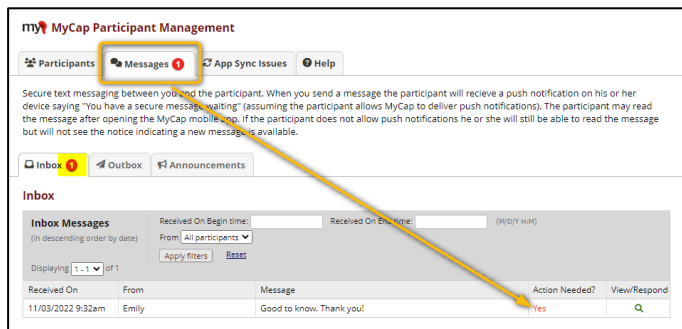 my MyCap Participant Management
Participants Messages 1 App Sync Issues Help
Secure text messaging between you and the participant. When you send a message the participant will recieve a push notification on his or her
device saying "You have a secure message waiting" (assuming the participant allows MyCap to deliver push notifications). The participant may read
the message after opening the MyCap mobile app. If the participant does not allow push notifications he or she will still be able to read the message
but will not see the notice indicating a new message is available.
Inbox 1 Outbox Announcements
Inbox
Inbox Messages Received On Begin time: Received On End time: (M/D/Y H:M)
(in descending order by date) From All participants
Apply filters Reset
Displaying 1 - 1 of 1
Received On From Message Action Needed? View/Respond
11/03/2022 9:32am Emily Good to know. Thank you! Yes